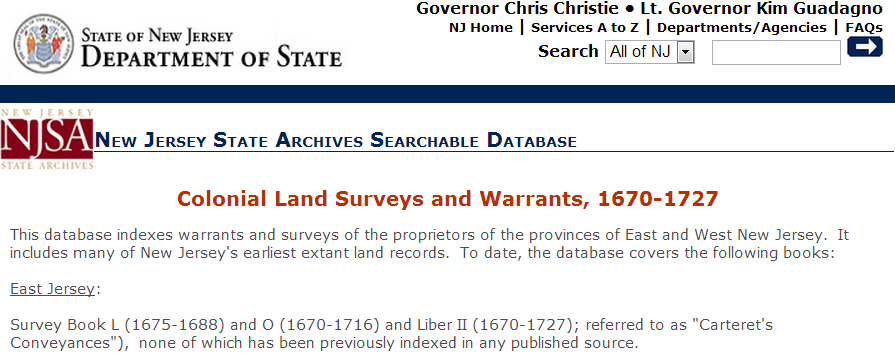 Governor Chris Christie • Lt. Governor Kim Guadagno
NJ Home | Services A to Z | Departments/Agencies | FAQs
Search All of NJ
STATE OF NEW JERSEY
DEPARTMENT OF STATE
NEW JERSEY
NJSA
STATE ARCHIVES
NEW JERSEY STATE ARCHIVES SEARCHABLE DATABASE
Colonial Land Surveys and Warrants, 1670-1727
This database indexes warrants and surveys of the proprietors of the provinces of East and West New Jersey. It
includes many of New Jersey's earliest extant land records. To date, the database covers the following books:
East Jersey:
Survey Book L (1675-1688) and O (1670-1716) and Liber II (1670-1727); referred to as "Carteret's
Conveyances"), none of which has been previously indexed in any published source.